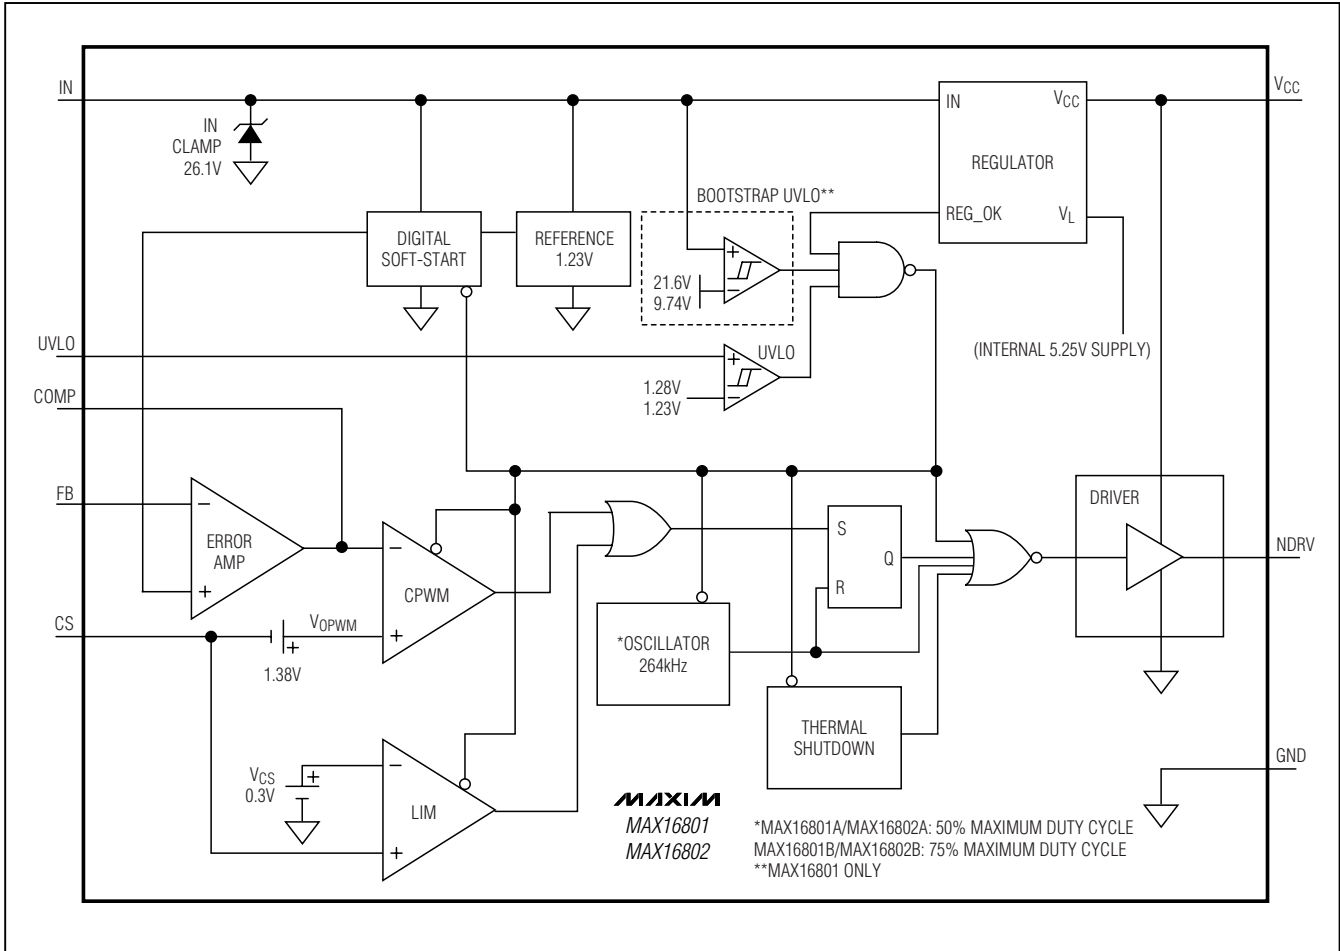 IN
VCC
IN
CLAMP
26.1V
IN
VCC
REGULATOR
REG_OK
VL
BOOTSTRAP UVLO**
DIGITAL
SOFT-START
REFERENCE
1.23V
+
21.6V
9.74V
−
(INTERNAL 5.25V SUPPLY)
UVLO
+
UVLO
1.28V
1.23V
−
COMP
FB
−
ERROR
AMP
+
−
CPWM
+
S
Q
R
DRIVER
NDRV
CS
VOPWM
+
1.38V
*OSCILLATOR
264kHz
THERMAL
SHUTDOWN
VCS
0.3V
+
−
LIM
+
GND
MAXIM
MAX16801
MAX16802
*MAX16801A/MAX16802A: 50% MAXIMUM DUTY CYCLE
MAX16801B/MAX16802B: 75% MAXIMUM DUTY CYCLE
**MAX16801 ONLY